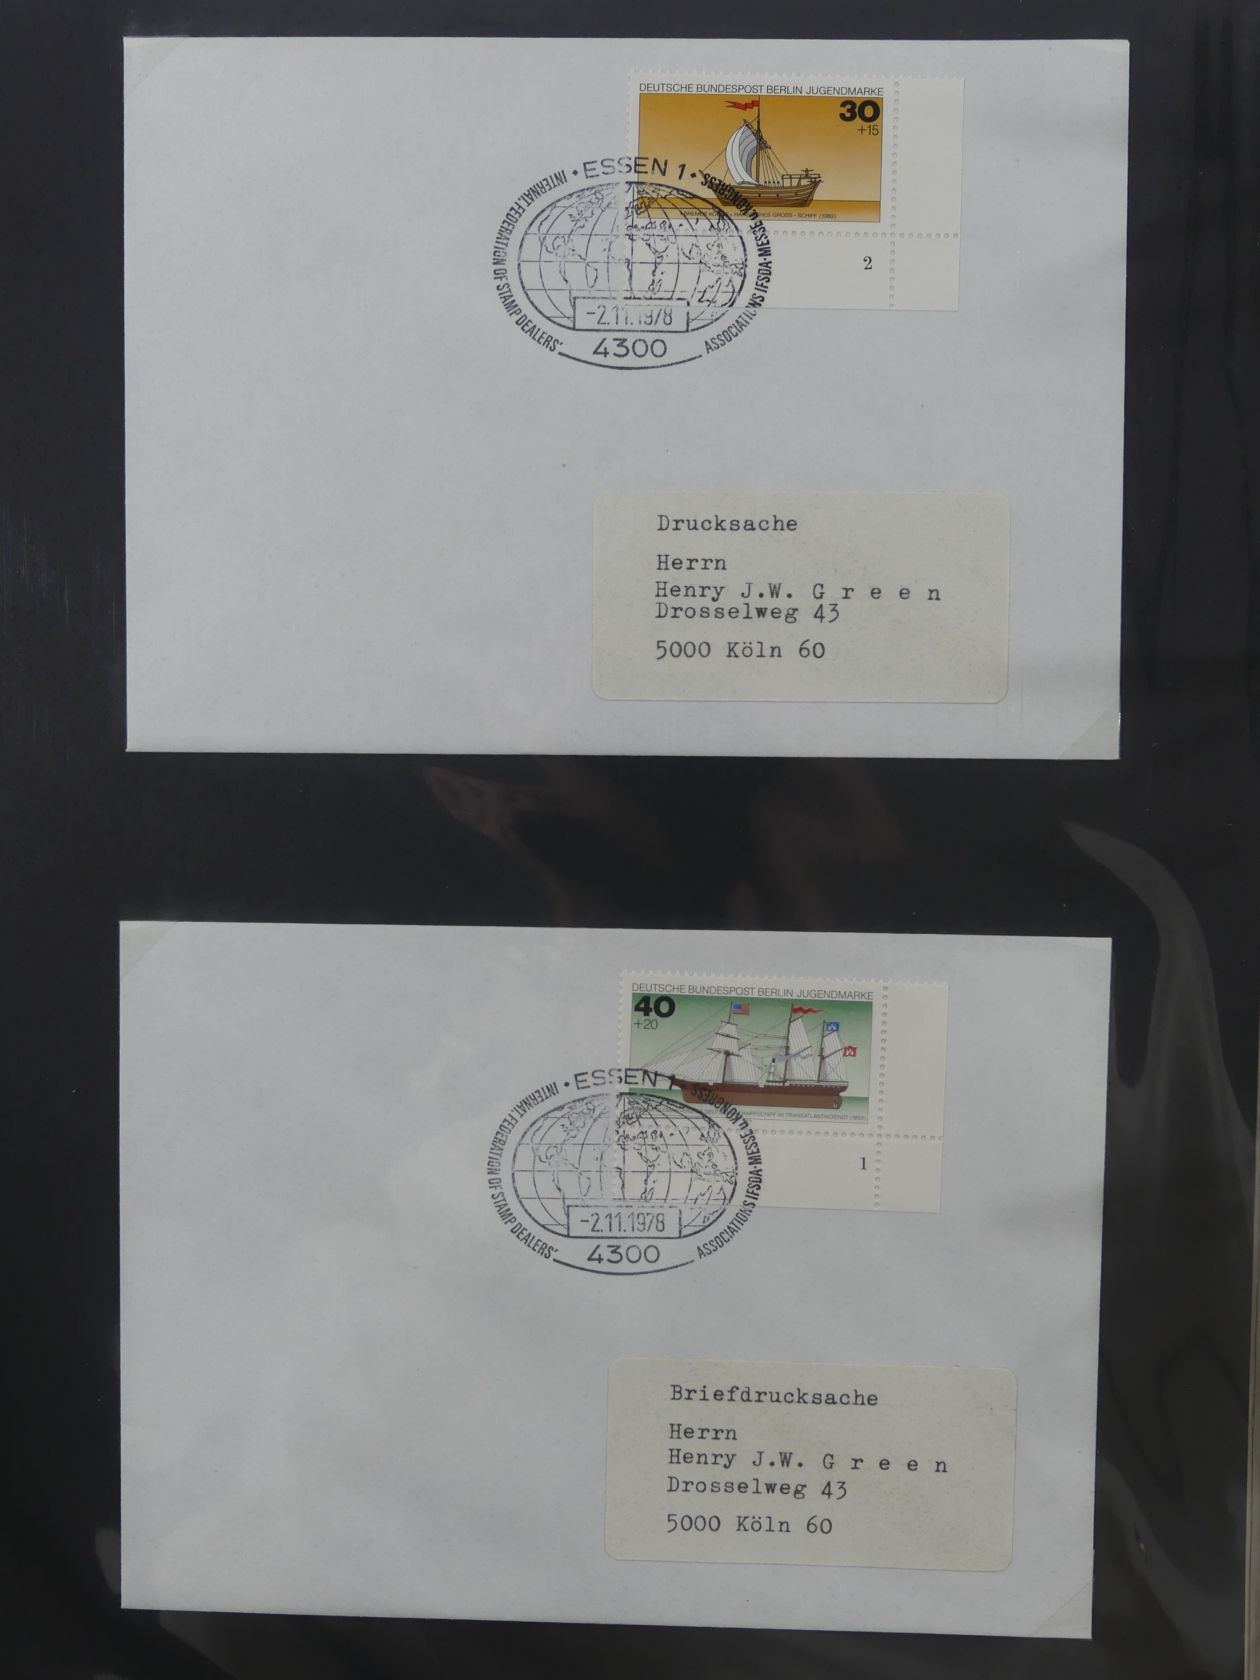 DEUTSCHE BUNDESPOST BERLIN JUGENDMARKE
30
+15
SCHIFF (1380)
2
• ESSEN 1 •
INTERNAT. FEDERATION OF STAMP DEALERS' ASSOCIATIONS IFSDA-MESSE U. KONGRESS
-2.11.1978
4300
Drucksache
Herrn
Henry J.W. G r e e n
Drosselweg 43
5000 Köln 60
DEUTSCHE BUNDESPOST BERLIN JUGENDMARKE
40
+20
IM TRANSATLANTIKDIENST
1
• ESSEN 1
INTERNAT. FEDERATION OF STAMP DEALERS' ASSOCIATIONS IFSDA-MESSE U. KONGRESS
-2.11.1978
4300
Briefdrucksache
Herrn
Henry J.W. G r e e n
Drosselweg 43
5000 Köln 60